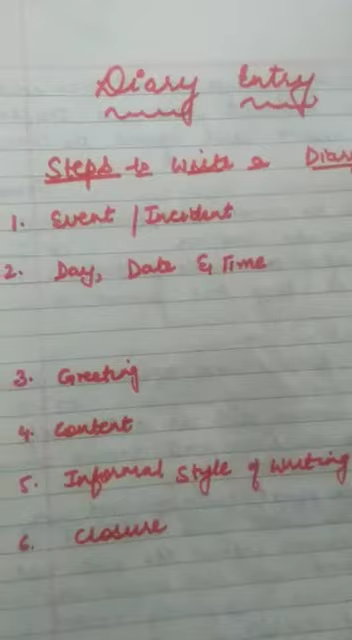 Diary Entry
Steps to Write a Diary
1. Event / Incident
2. Day, Date & Time
3. Greeting
4. Content
5. Informal Style of Writing
6. Closure